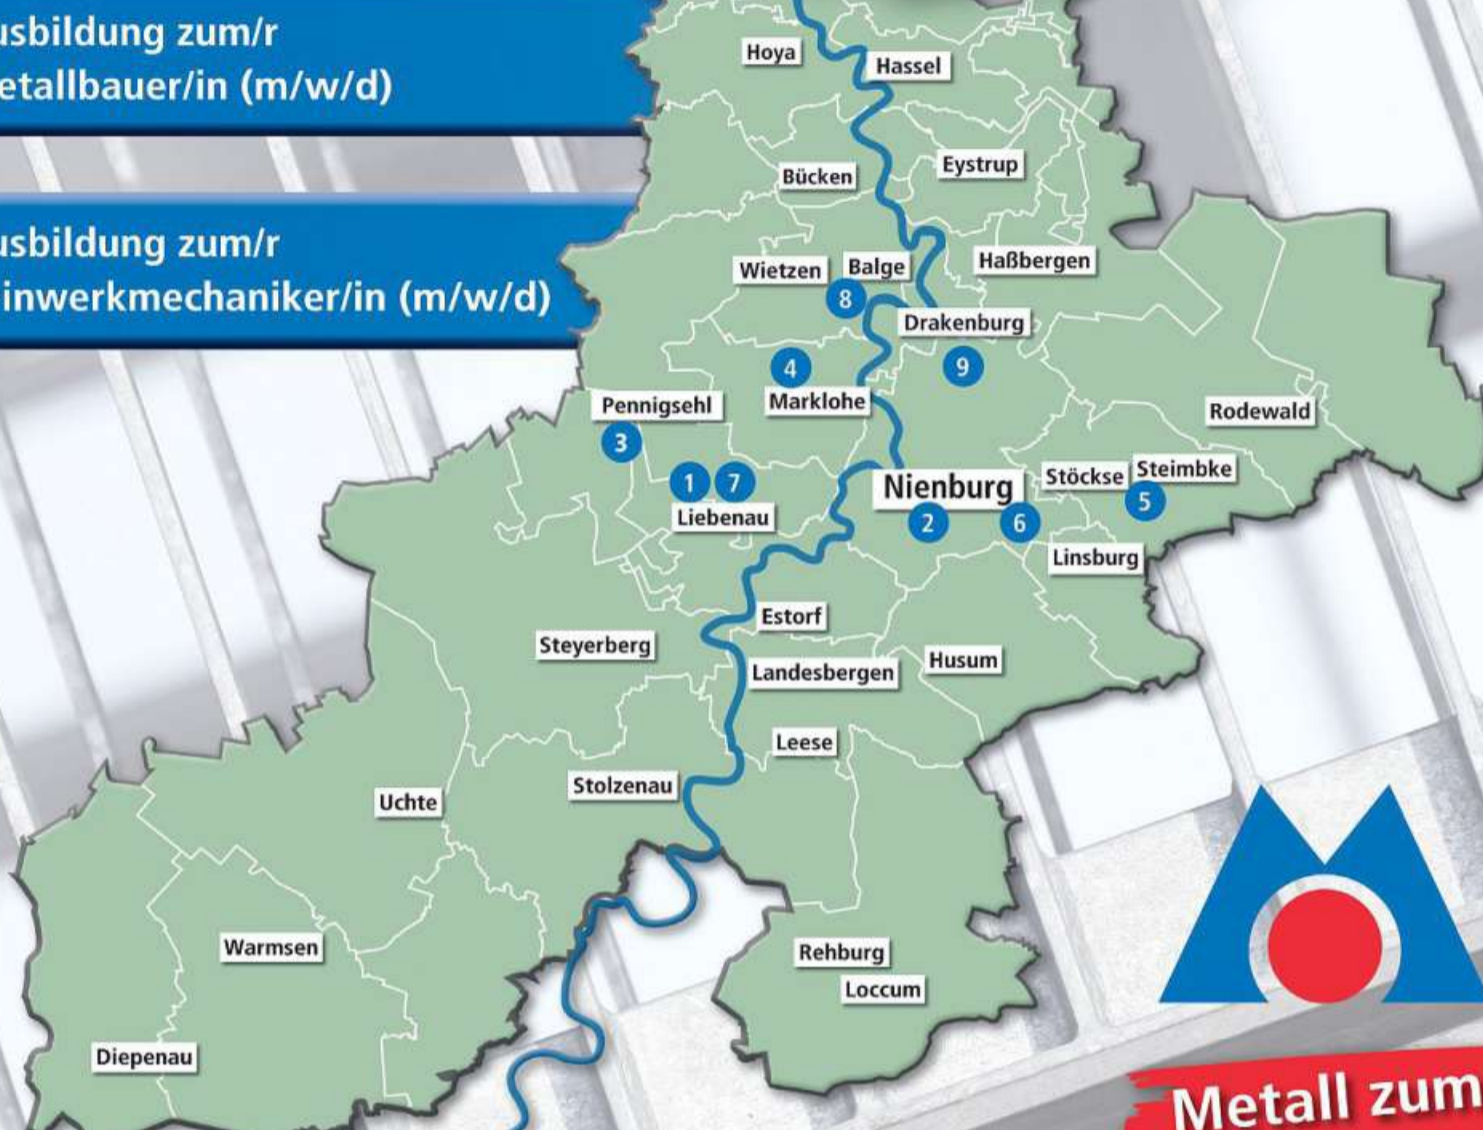 usbildung zum/r
etallbauer/in (m/w/d)
usbildung zum/r
inwerkmechaniker/in (m/w/d)
Hoya
Hassel
Bücken
Eystrup
Wietzen
Balge
Haßbergen
8
Drakenburg
4
9
Marklohe
Pennigsehl
3
Rodewald
1
7
Liebenau
Nienburg
2
6
Stöckse
Steimbke
5
Linsburg
Estorf
Steyerberg
Landesbergen
Husum
Leese
Stolzenau
Uchte
Warmsen
Rehburg
Loccum
Diepenau
Metall zum